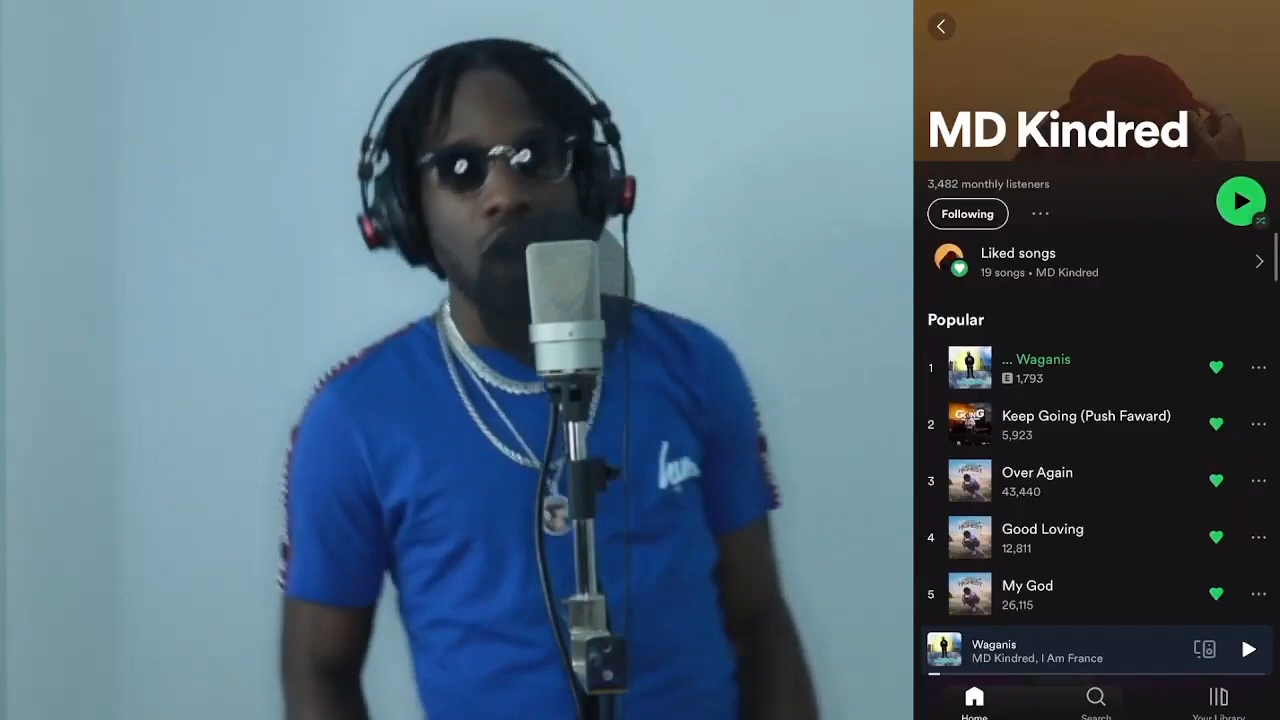 MD Kindred
3,482 monthly listeners
Following
Liked songs
19 songs • MD Kindred
Popular
1
... Waganis
E 1,793
2
GOING
Keep Going (Push Faward)
5,923
3
Over Again
43,440
4
Good Loving
12,811
5
My God
26,115
Waganis
MD Kindred, I Am France
Home
Search
Your Library